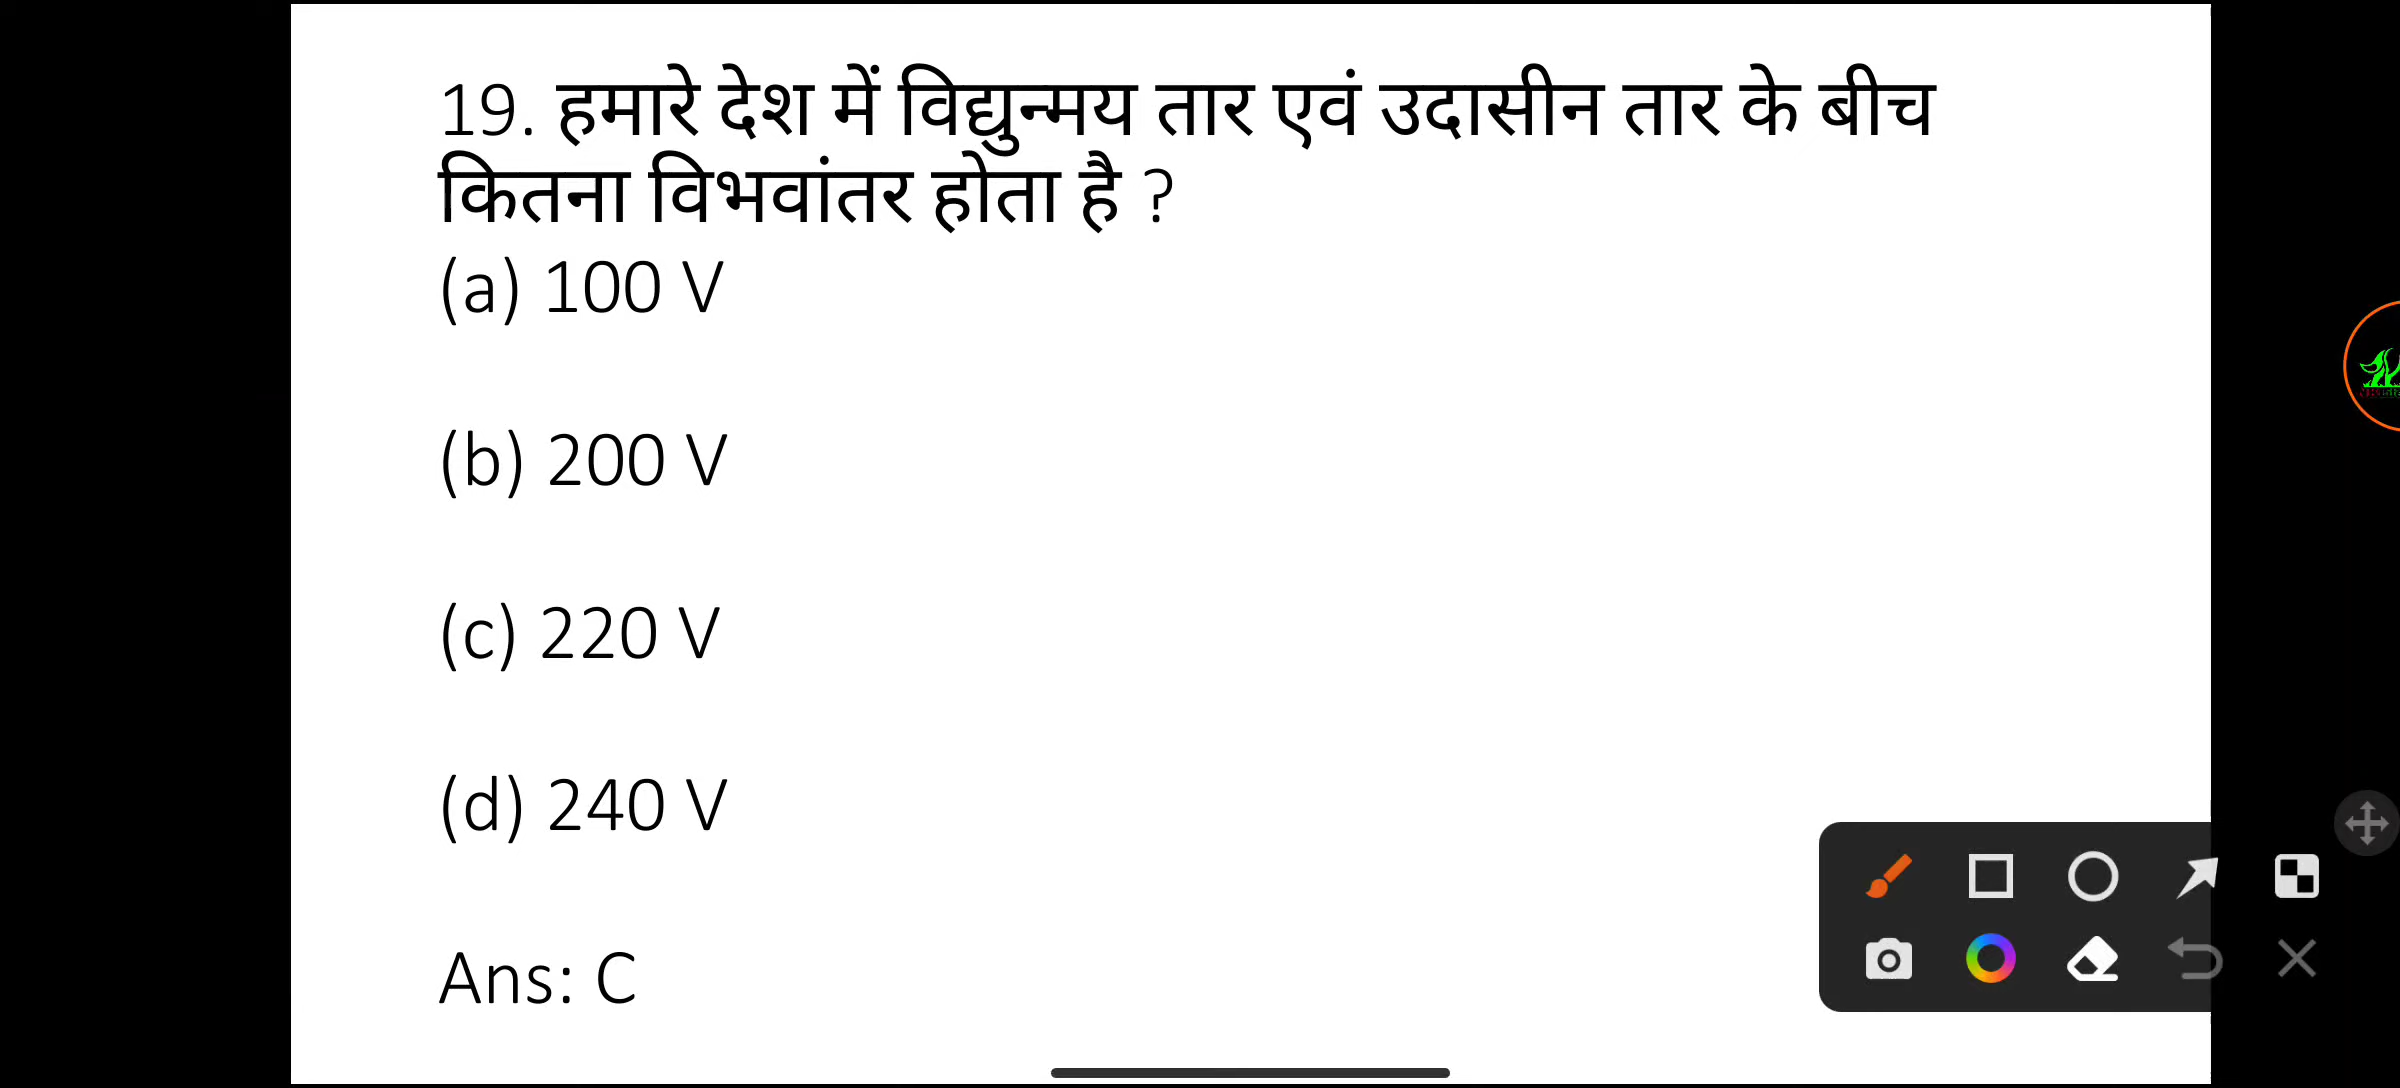 19. हमारे देश में विद्युन्मय तार एवं उदासीन तार के बीच
कितना विभवांतर होता है ?
(a) 100 V
(b) 200 V
(c) 220 V
(d) 240 V
Ans: C